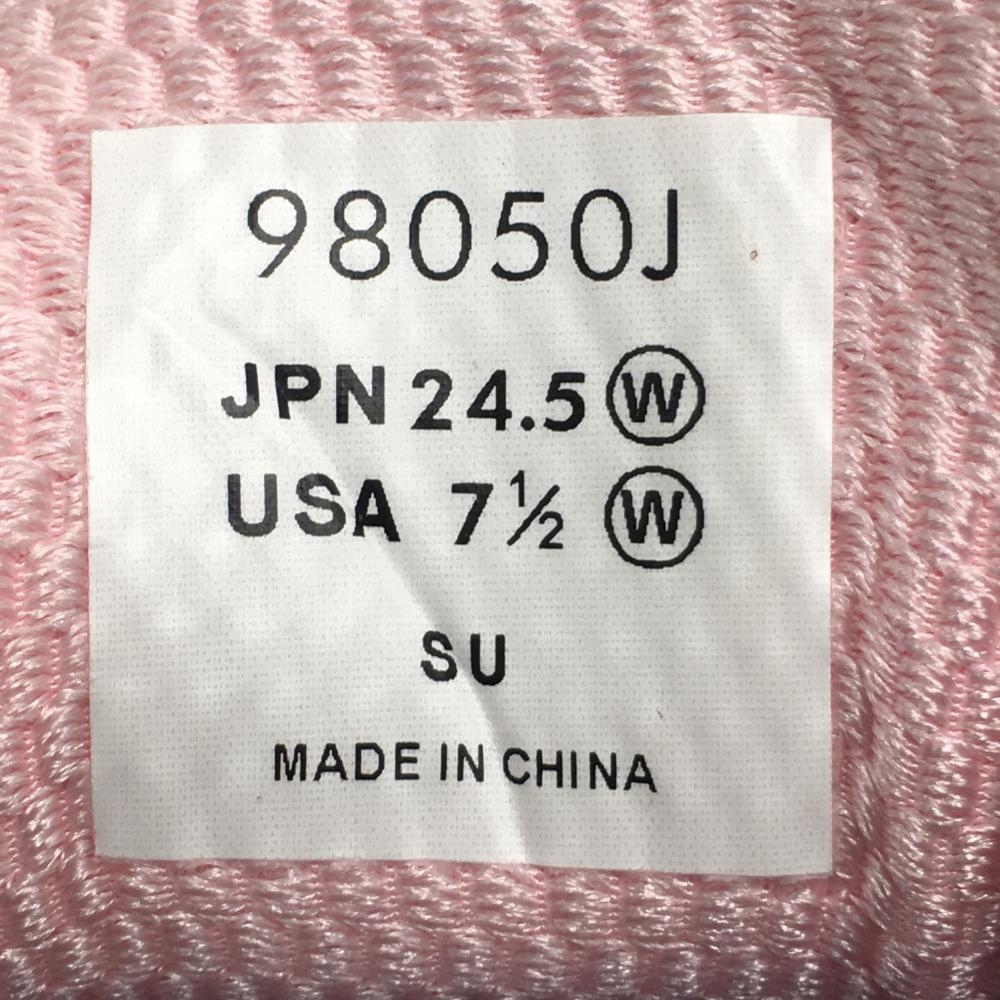 98050J
JPN 24.5 Ⓦ
USA 7½ Ⓦ
SU
MADE IN CHINA